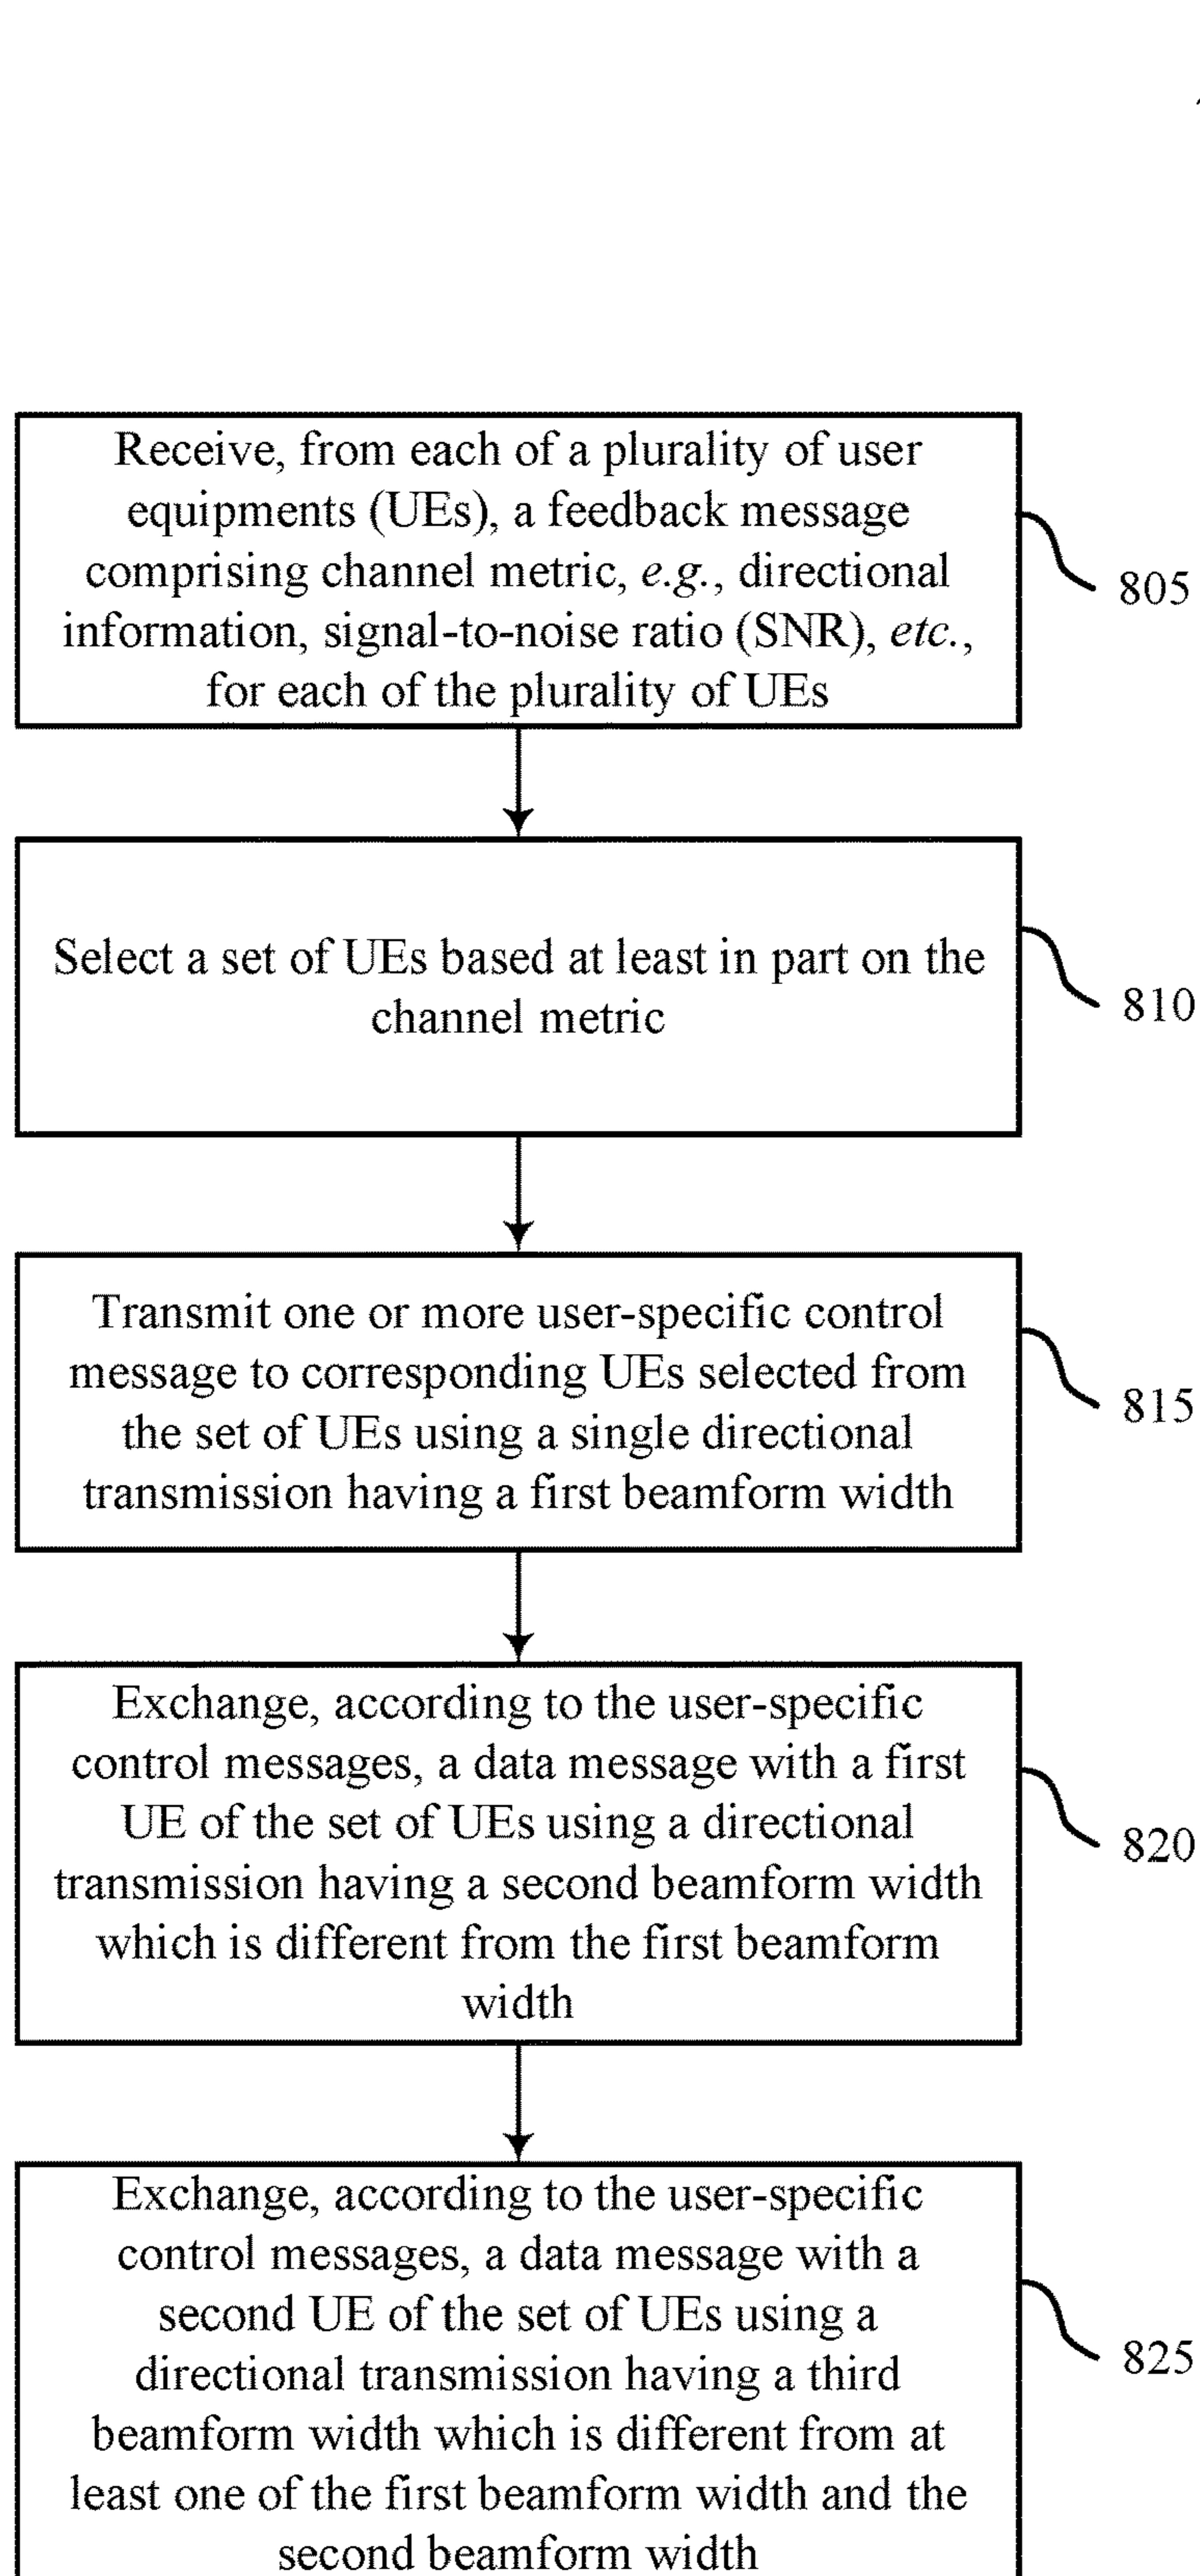 Receive, from each of a plurality of user
equipments (UEs), a feedback message
comprising channel metric, e.g., directional
information, signal-to-noise ratio (SNR), etc.,
for each of the plurality of UEs
805
Select a set of UEs based at least in part on the
channel metric
810
Transmit one or more user-specific control
message to corresponding UEs selected from
the set of UEs using a single directional
transmission having a first beamform width
815
Exchange, according to the user-specific
control messages, a data message with a first
UE of the set of UEs using a directional
transmission having a second beamform width
which is different from the first beamform
width
820
Exchange, according to the user-specific
control messages, a data message with a
second UE of the set of UEs using a
directional transmission having a third
beamform width which is different from at
least one of the first beamform width and the
second beamform width
825